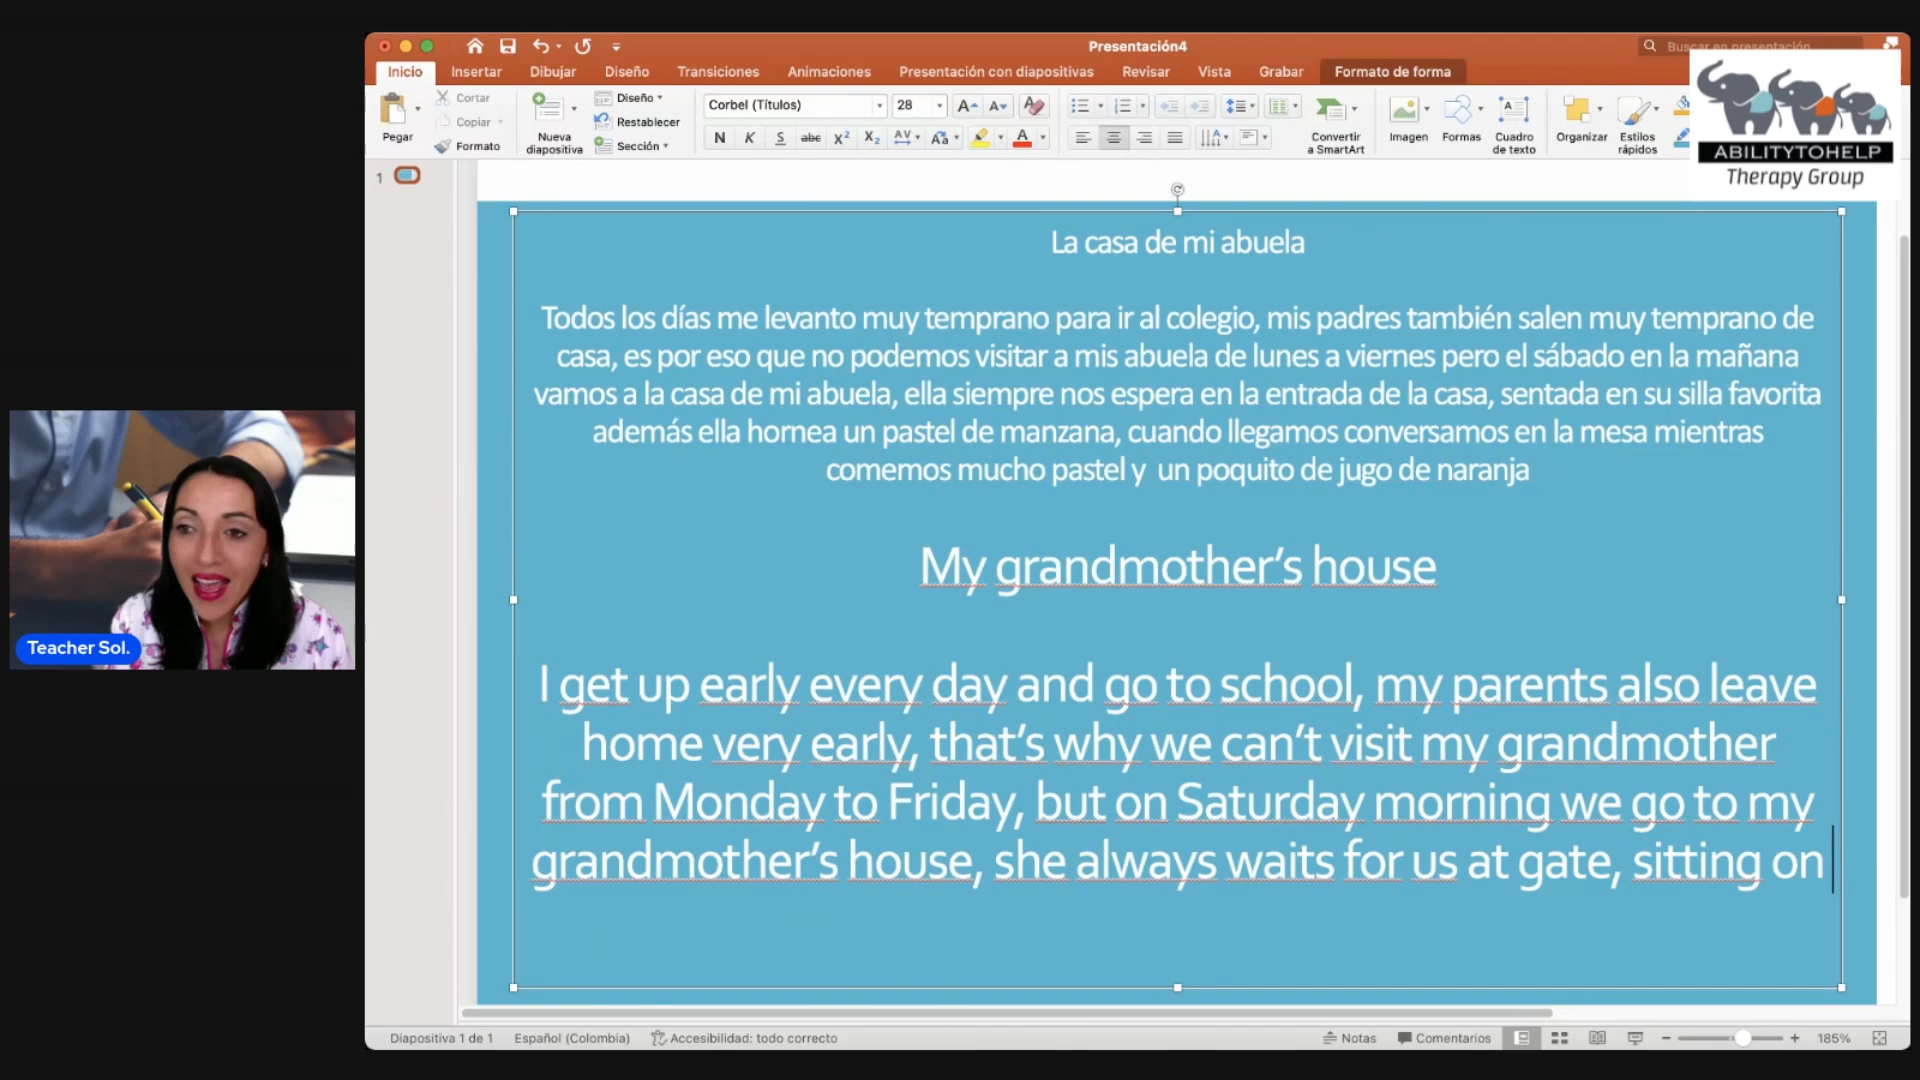 Presentación4
Buscar en presentación
Inicio Insertar Dibujar Diseño Transiciones Animaciones Presentación con diapositivas Revisar Vista Grabar Formato de forma
Pegar
Cortar
Copiar
Formato
Nueva
diapositiva
Diseño
Restablecer
Sección
Corbel (Títulos) 28
N K S abc X² X₂ AV Aa A
Convertir
a SmartArt
Imagen
Formas
Cuadro
de texto
Organizar
Estilos
rápidos
ABILITYTOHELP
Therapy Group
1
La casa de mi abuela
Todos los días me levanto muy temprano para ir al colegio, mis padres también salen muy temprano de
casa, es por eso que no podemos visitar a mis abuela de lunes a viernes pero el sábado en la mañana
vamos a la casa de mi abuela, ella siempre nos espera en la entrada de la casa, sentada en su silla favorita
además ella hornea un pastel de manzana, cuando llegamos conversamos en la mesa mientras
comemos mucho pastel y un poquito de jugo de naranja
My grandmother's house
I get up early every day and go to school, my parents also leave
home very early, that's why we can't visit my grandmother
from Monday to Friday, but on Saturday morning we go to my
grandmother's house, she always waits for us at gate, sitting on
Teacher Sol.
Diapositiva 1 de 1 Español (Colombia) Accesibilidad: todo correcto Notas Comentarios 185%